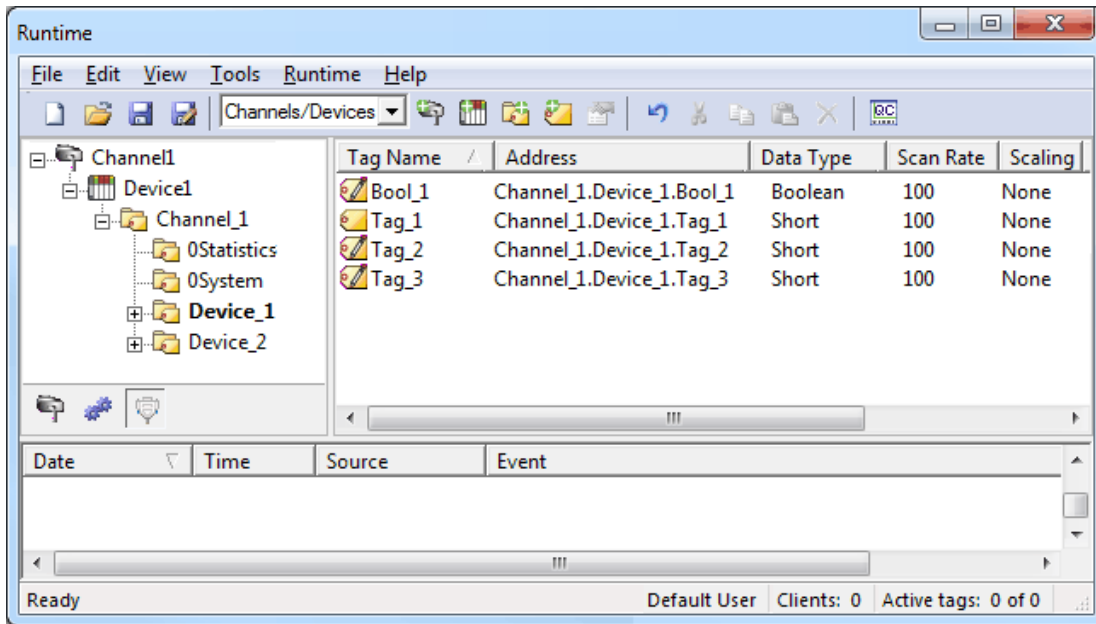 Runtime
File Edit View Tools Runtime Help
Channels/Devices
QC
Channel1
Device1
Channel_1
0Statistics
0System
Device_1
Device_2
Tag Name Address Data Type Scan Rate Scaling
Bool_1 Channel_1.Device_1.Bool_1 Boolean 100 None
Tag_1 Channel_1.Device_1.Tag_1 Short 100 None
Tag_2 Channel_1.Device_1.Tag_2 Short 100 None
Tag_3 Channel_1.Device_1.Tag_3 Short 100 None
Date Time Source Event
Ready Default User Clients: 0 Active tags: 0 of 0